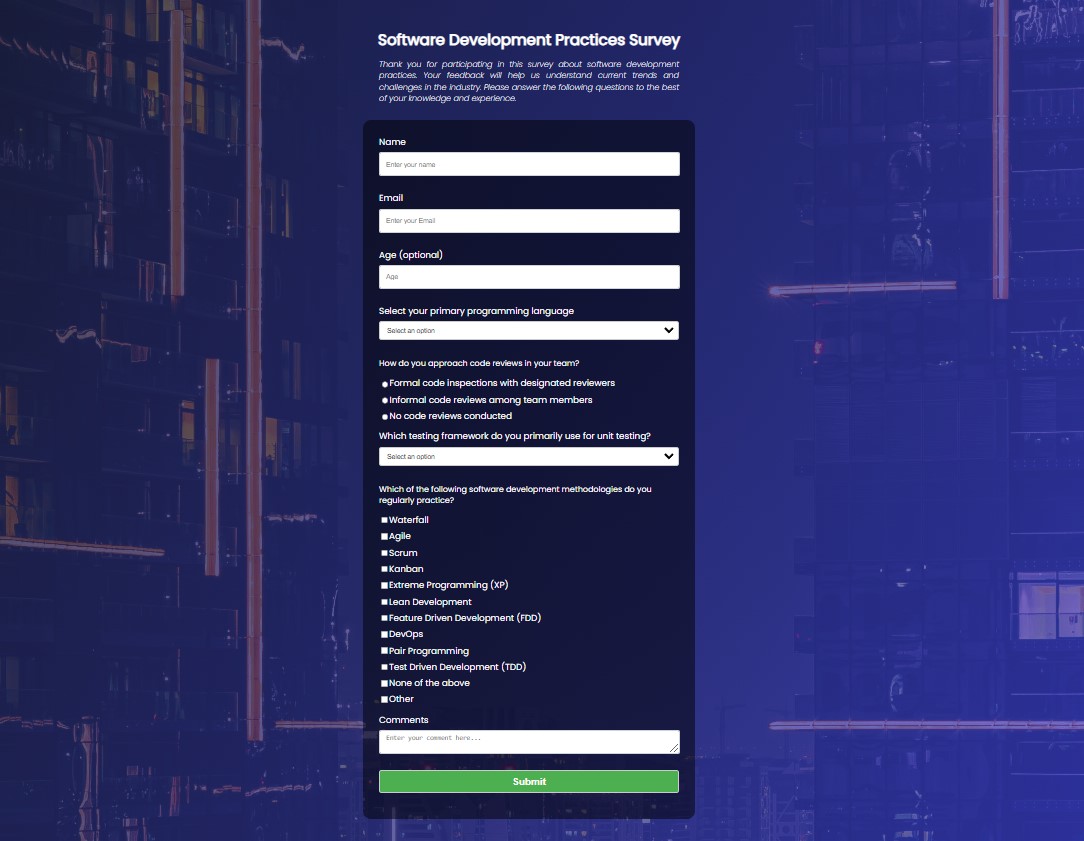 Software Development Practices Survey
Thank you for participating in this survey about software development
practices. Your feedback will help us understand current trends and
challenges in the industry. Please answer the following questions to the best
of your knowledge and experience.
Name
Enter your name
Email
Enter your Email
Age (optional)
Age
Select your primary programming language
Select an option
How do you approach code reviews in your team?
Formal code inspections with designated reviewers
Informal code reviews among team members
No code reviews conducted
Which testing framework do you primarily use for unit testing?
Select an option
Which of the following software development methodologies do you
regularly practice?
Waterfall
Agile
Scrum
Kanban
Extreme Programming (XP)
Lean Development
Feature Driven Development (FDD)
DevOps
Pair Programming
Test Driven Development (TDD)
None of the above
Other
Comments
Enter your comment here...
Submit